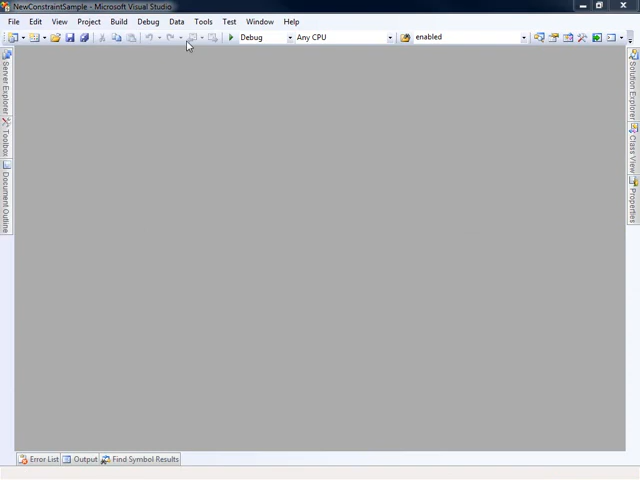 NewConstraintSample - Microsoft Visual Studio
File Edit View Project Build Debug Data Tools Test Window Help
Debug Any CPU enabled
Server Explorer
Toolbox
Document Outline
Solution Explorer
Class View
Properties
Error List Output Find Symbol Results